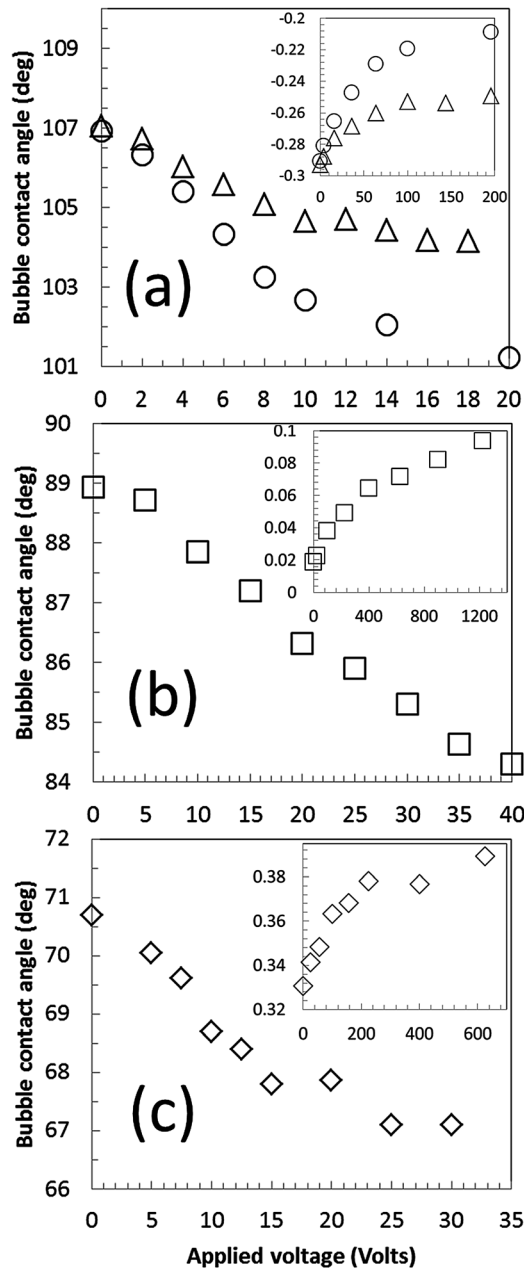 Bubble contact angle (deg)
109
107
105
103
101
0 2 4 6 8 10 12 14 16 18 20
(a)
-0.2
-0.22
-0.24
-0.26
-0.28
-0.3
0 50 100 150 200
Bubble contact angle (deg)
90
89
88
87
86
85
84
0 5 10 15 20 25 30 35 40
(b)
0.1
0.08
0.06
0.04
0.02
0
0 400 800 1200
Bubble contact angle (deg)
72
71
70
69
68
67
66
0 5 10 15 20 25 30 35
(c)
0.38
0.36
0.34
0.32
0 200 400 600
Applied voltage (Volts)